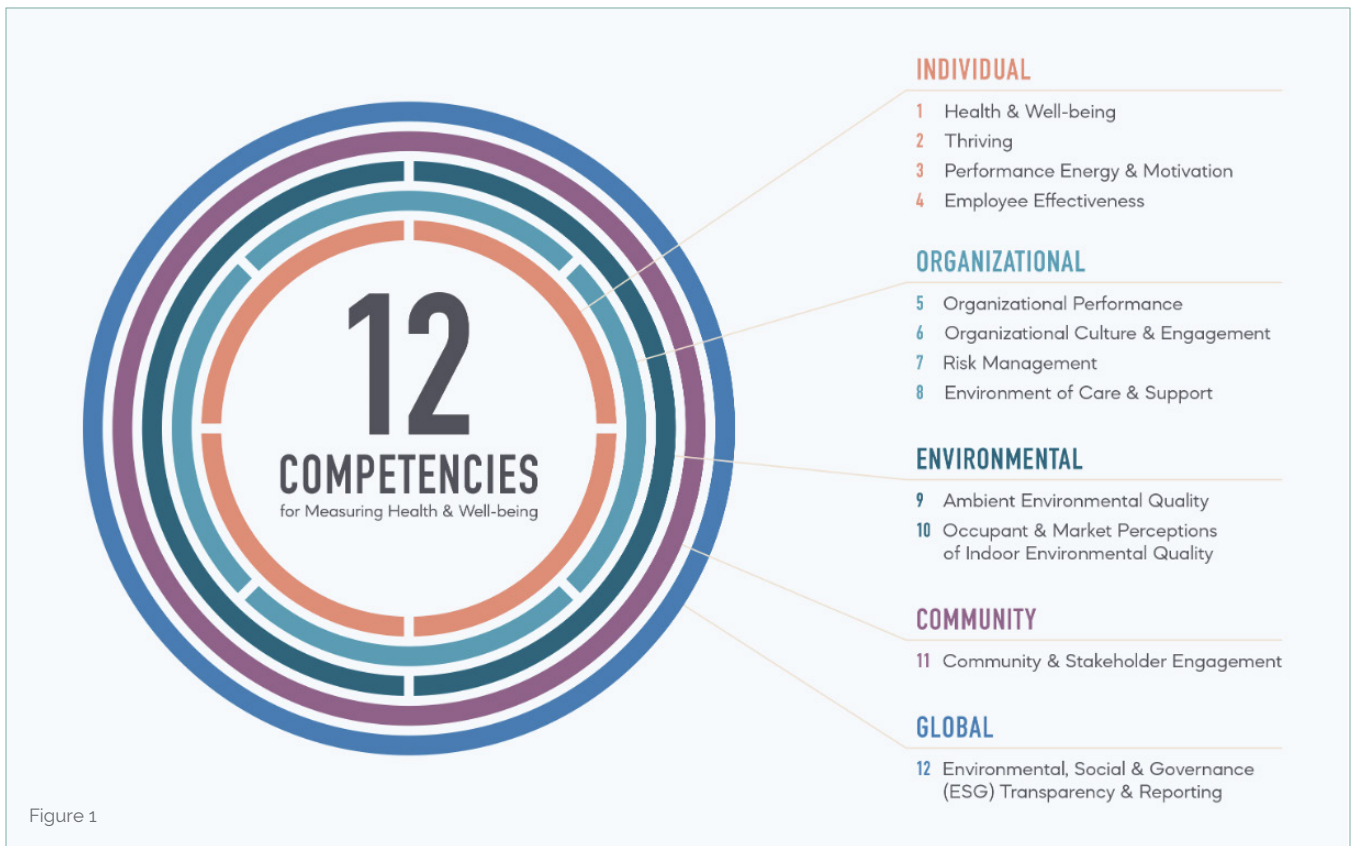 12
COMPETENCIES
for Measuring Health & Well-being
INDIVIDUAL
1 Health & Well-being
2 Thriving
3 Performance Energy & Motivation
4 Employee Effectiveness
ORGANIZATIONAL
5 Organizational Performance
6 Organizational Culture & Engagement
7 Risk Management
8 Environment of Care & Support
ENVIRONMENTAL
9 Ambient Environmental Quality
10 Occupant & Market Perceptions
of Indoor Environmental Quality
COMMUNITY
11 Community & Stakeholder Engagement
GLOBAL
12 Environmental, Social & Governance
(ESG) Transparency & Reporting
Figure 1